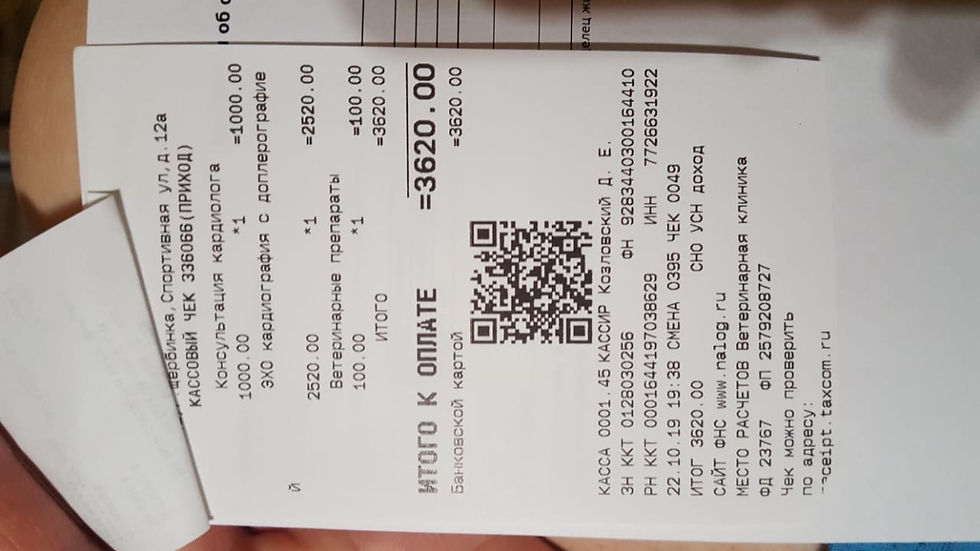 Щербинка, Спортивная ул, д.12а
КАССОВЫЙ ЧЕК 336066(ПРИХОД)
Консультация кардиолога
1000.00 *1 =1000.00
ЭХО кардиография с доплерографие
й
2520.00 *1 =2520.00
Ветеринарные препараты
100.00 *1 =100.00
ИТОГО =3620.00
ИТОГО К ОПЛАТЕ =3620.00
Банковской картой =3620.00
КАССА 0001.45 КАССИР Козловский Д. Е.
ЗН ККТ 0128030256 ФН 9283440300164410
РН ККТ 0001644197038629 ИНН 7726631922
22.10.19 19:38 СМЕНА 0395 ЧЕК 0049
ИТОГ 3620.00 СНО УСН ДОХОД
САЙТ ФНС www.nalog.ru
МЕСТО РАСЧЕТОВ Ветеринарная клиника
ФД 23767 ФП 2579208727
Чек можно проверить
по адресу:
receipt.taxcom.ru
об